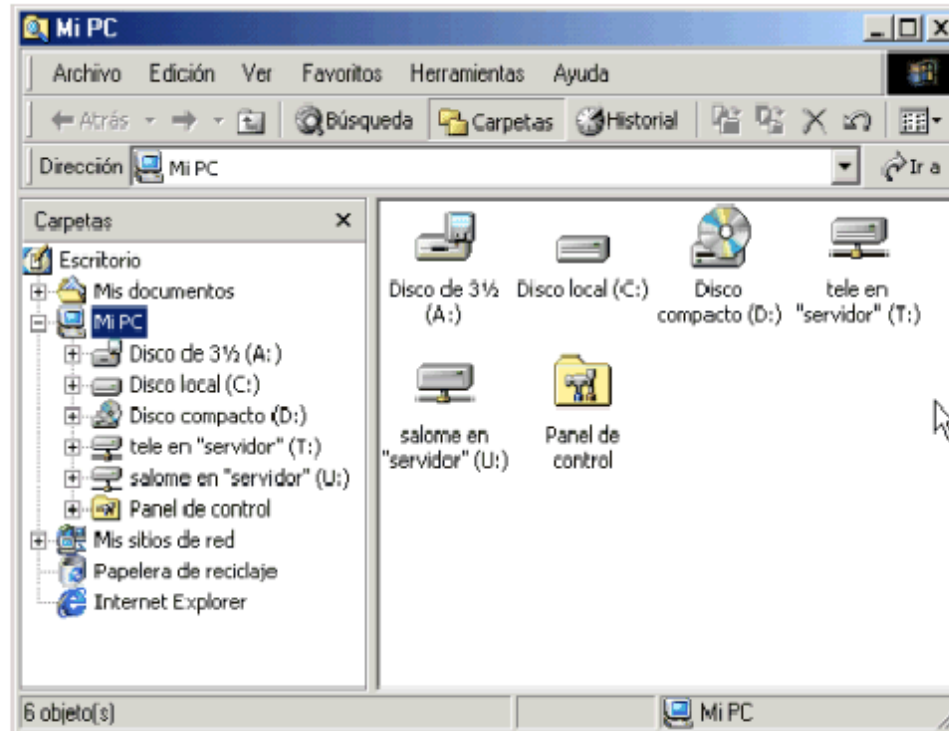 Mi PC
Archivo Edición Ver Favoritos Herramientas Ayuda
Atrás Búsqueda Carpetas Historial
Dirección Mi PC Ir a
Carpetas
Escritorio
Mis documentos
Mi PC
Disco de 3½ (A:)
Disco local (C:)
Disco compacto (D:)
tele en "servidor" (T:)
salome en "servidor" (U:)
Panel de control
Mis sitios de red
Papelera de reciclaje
Internet Explorer
Disco de 3½
(A:)
Disco local (C:)
Disco
compacto (D:)
tele en
"servidor" (T:)
salome en
"servidor" (U:)
Panel de
control
6 objeto(s) Mi PC